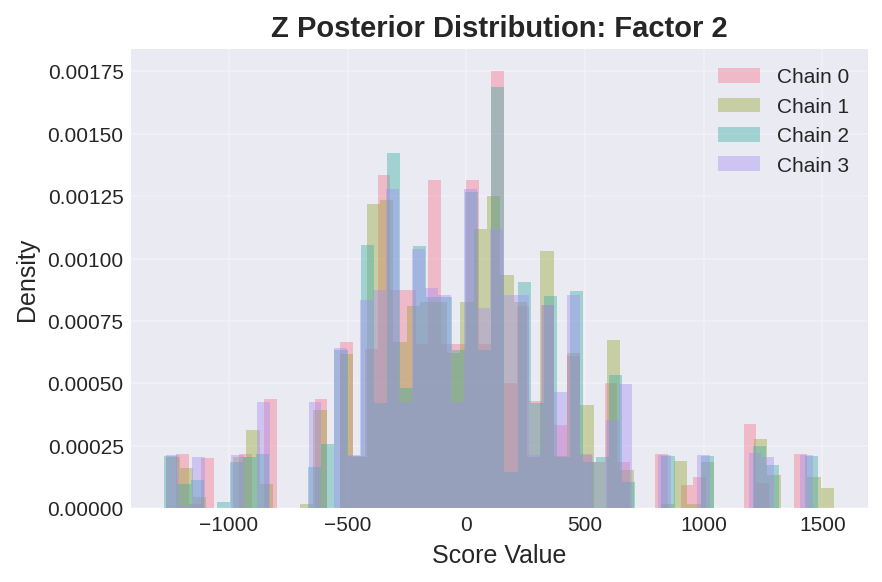 Z Posterior Distribution: Factor 2
Density
0.00175
0.00150
0.00125
0.00100
0.00075
0.00050
0.00025
0.00000
Chain 0
Chain 1
Chain 2
Chain 3
−1000 −500 0 500 1000 1500
Score Value